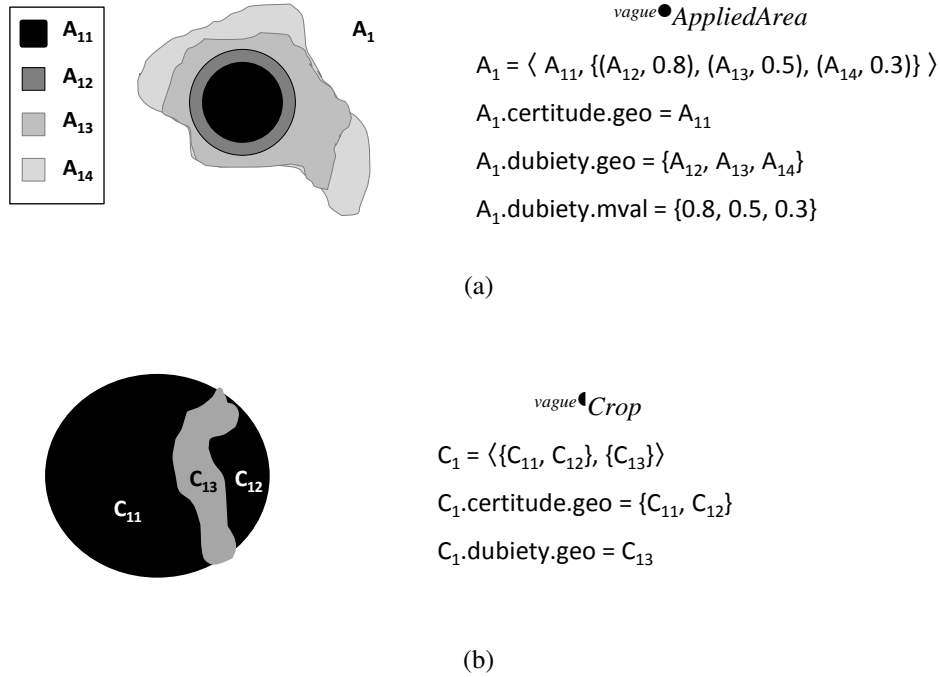 A₁₁
A₁₂
A₁₃
A₁₄
A₁
vague●AppliedArea
A₁ = ⟨ A₁₁, {(A₁₂, 0.8), (A₁₃, 0.5), (A₁₄, 0.3)} ⟩
A₁.certitude.geo = A₁₁
A₁.dubiety.geo = {A₁₂, A₁₃, A₁₄}
A₁.dubiety.mval = {0.8, 0.5, 0.3}
(a)
C₁₁
C₁₃
C₁₂
vague◖Crop
C₁ = ⟨{C₁₁, C₁₂}, {C₁₃}⟩
C₁.certitude.geo = {C₁₁, C₁₂}
C₁.dubiety.geo = C₁₃
(b)